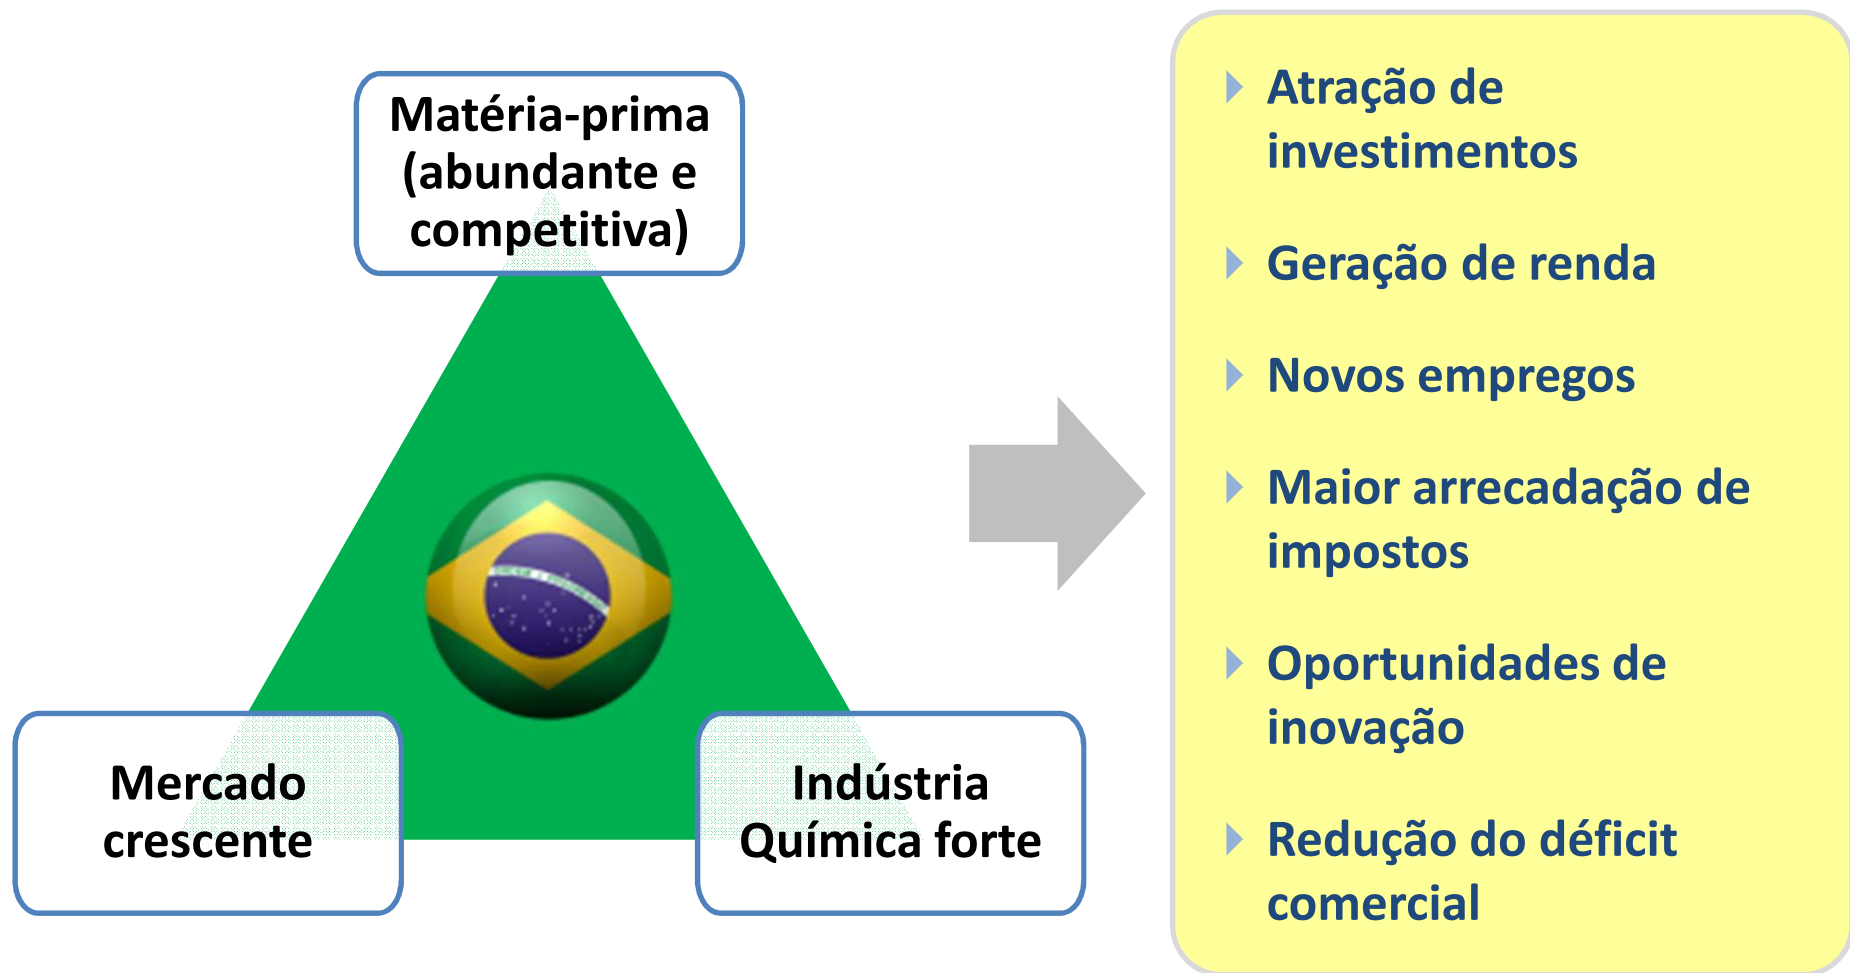 Matéria-prima
(abundante e
competitiva)
Mercado
crescente
Indústria
Química forte
Atração de
investimentos
Geração de renda
Novos empregos
Maior arrecadação de
impostos
Oportunidades de
inovação
Redução do déficit
comercial